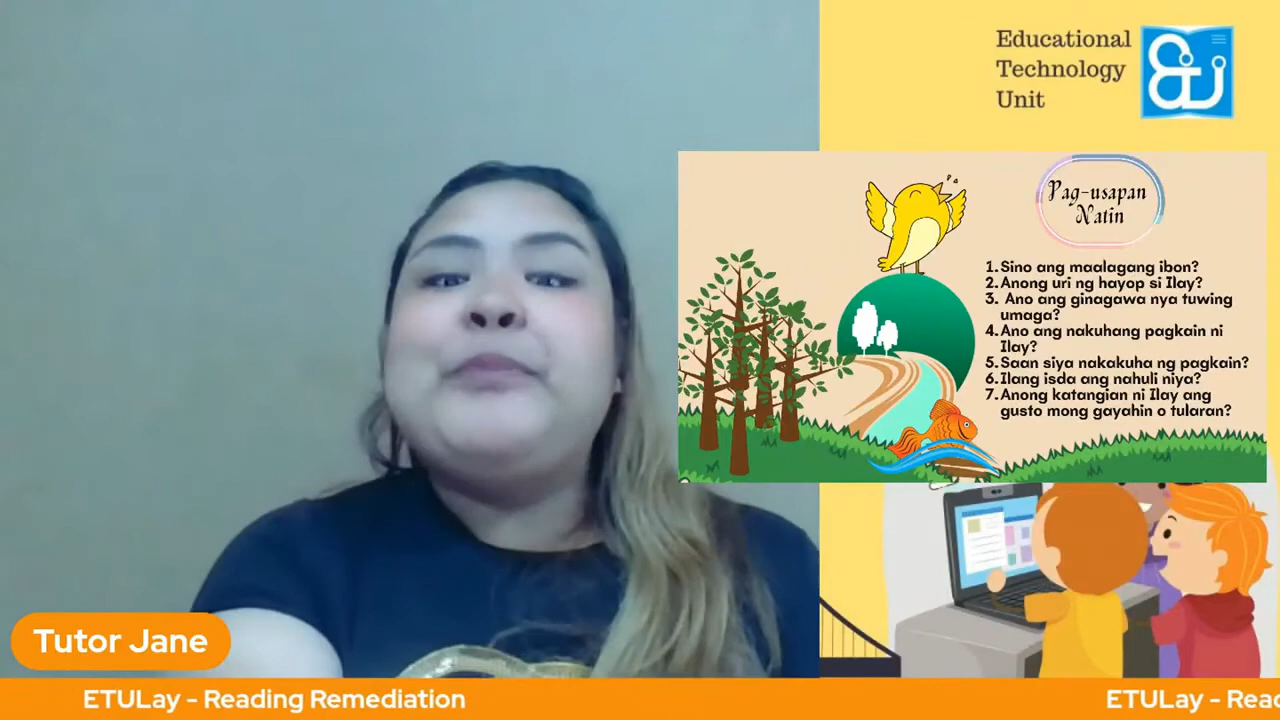 Educational
Technology
Unit
Pag-usapan
Natin
1. Sino ang maalagang ibon?
2. Anong uri ng hayop si Ilay?
3. Ano ang ginagawa nya tuwing
umaga?
4. Ano ang nakuhang pagkain ni
Ilay?
5. Saan siya nakakuha ng pagkain?
6. Ilang isda ang nahuli niya?
7. Anong katangian ni Ilay ang
gusto mong gayahin o tularan?
Tutor Jane
ETULay - Reading Remediation
ETULay - Reac